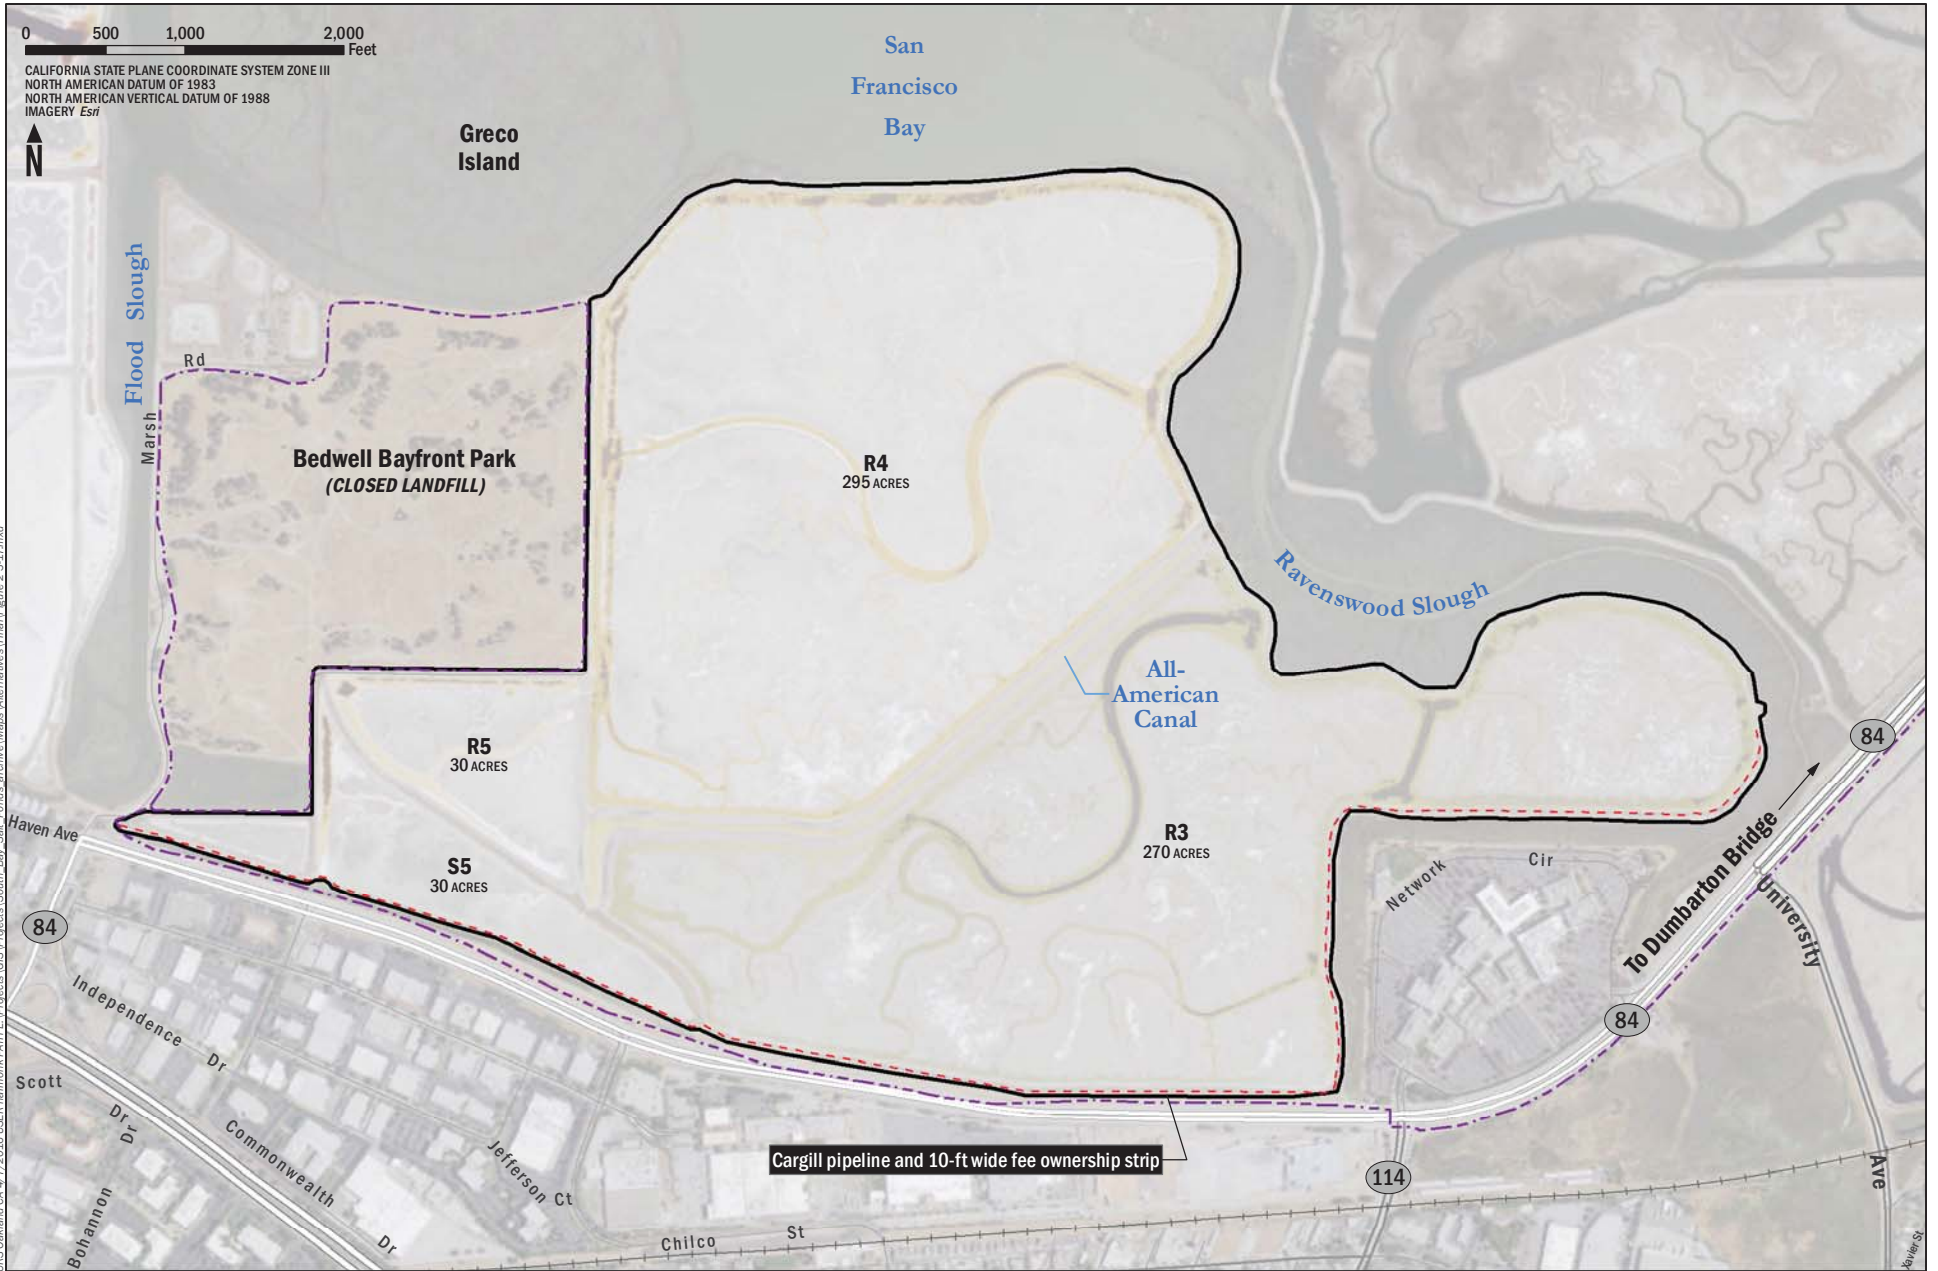 0 500 1,000 2,000
Feet
CALIFORNIA STATE PLANE COORDINATE SYSTEM ZONE III
NORTH AMERICAN DATUM OF 1983
NORTH AMERICAN VERTICAL DATUM OF 1988
IMAGERY Esri
N
San
Francisco
Bay
Greco
Island
Flood Slough
Rd
Marsh
Bedwell Bayfront Park
(CLOSED LANDFILL)
R4
295 ACRES
Ravenswood Slough
All-
American
Canal
R5
30 ACRES
84
Haven Ave
R3
270 ACRES
S5
30 ACRES
Network Cir
To Dumbarton Bridge
University
84
84
Independence Dr
Scott
Dr
Dr
Commonwealth
Dr
Jefferson
Ct
Cargill pipeline and 10-ft wide fee ownership strip
114
Ave
Bohannon
Chilco St
Xavier St